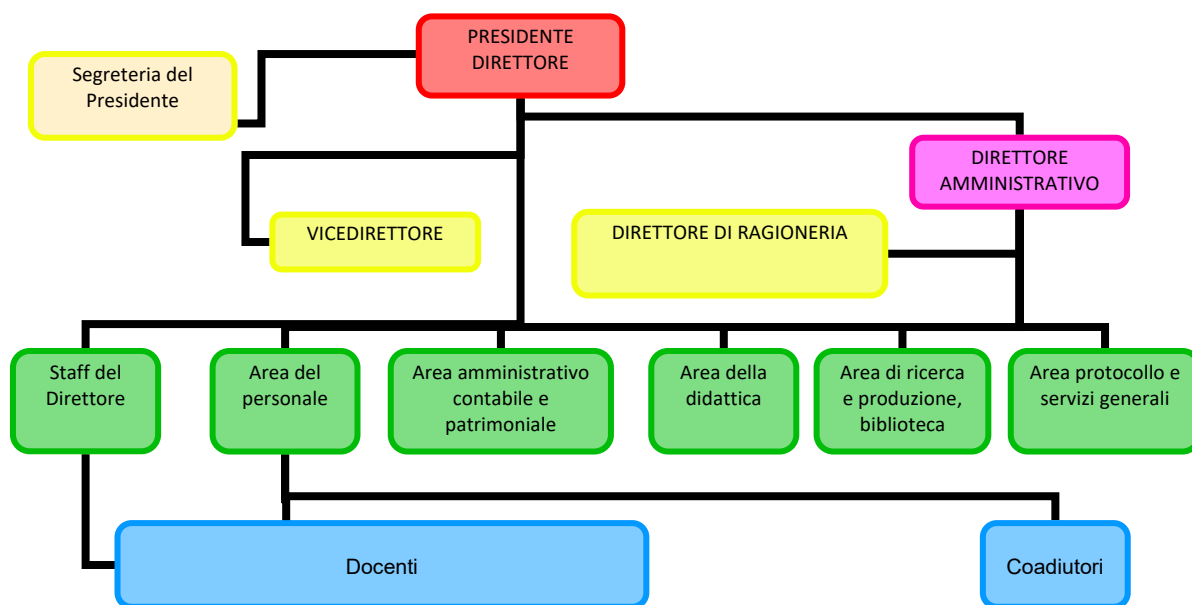 PRESIDENTE
DIRETTORE
Segreteria del
Presidente
DIRETTORE
AMMINISTRATIVO
VICEDIRETTORE
DIRETTORE DI RAGIONERIA
Staff del
Direttore
Area del
personale
Area amministrativo
contabile e
patrimoniale
Area della
didattica
Area di ricerca
e produzione,
biblioteca
Area protocollo e
servizi generali
Docenti
Coadiutori